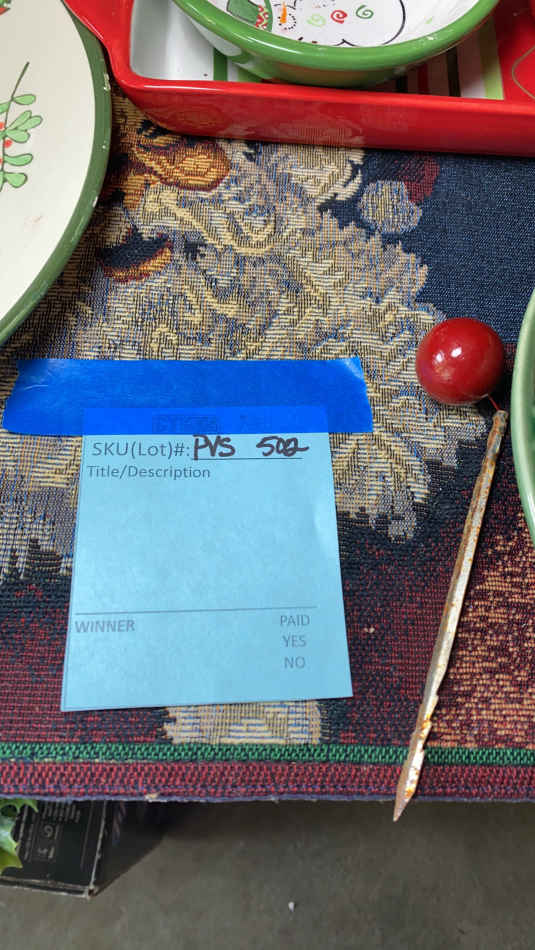 SKU(Lot)#: PVS 502
Title/Description
WINNER
PAID
YES
NO